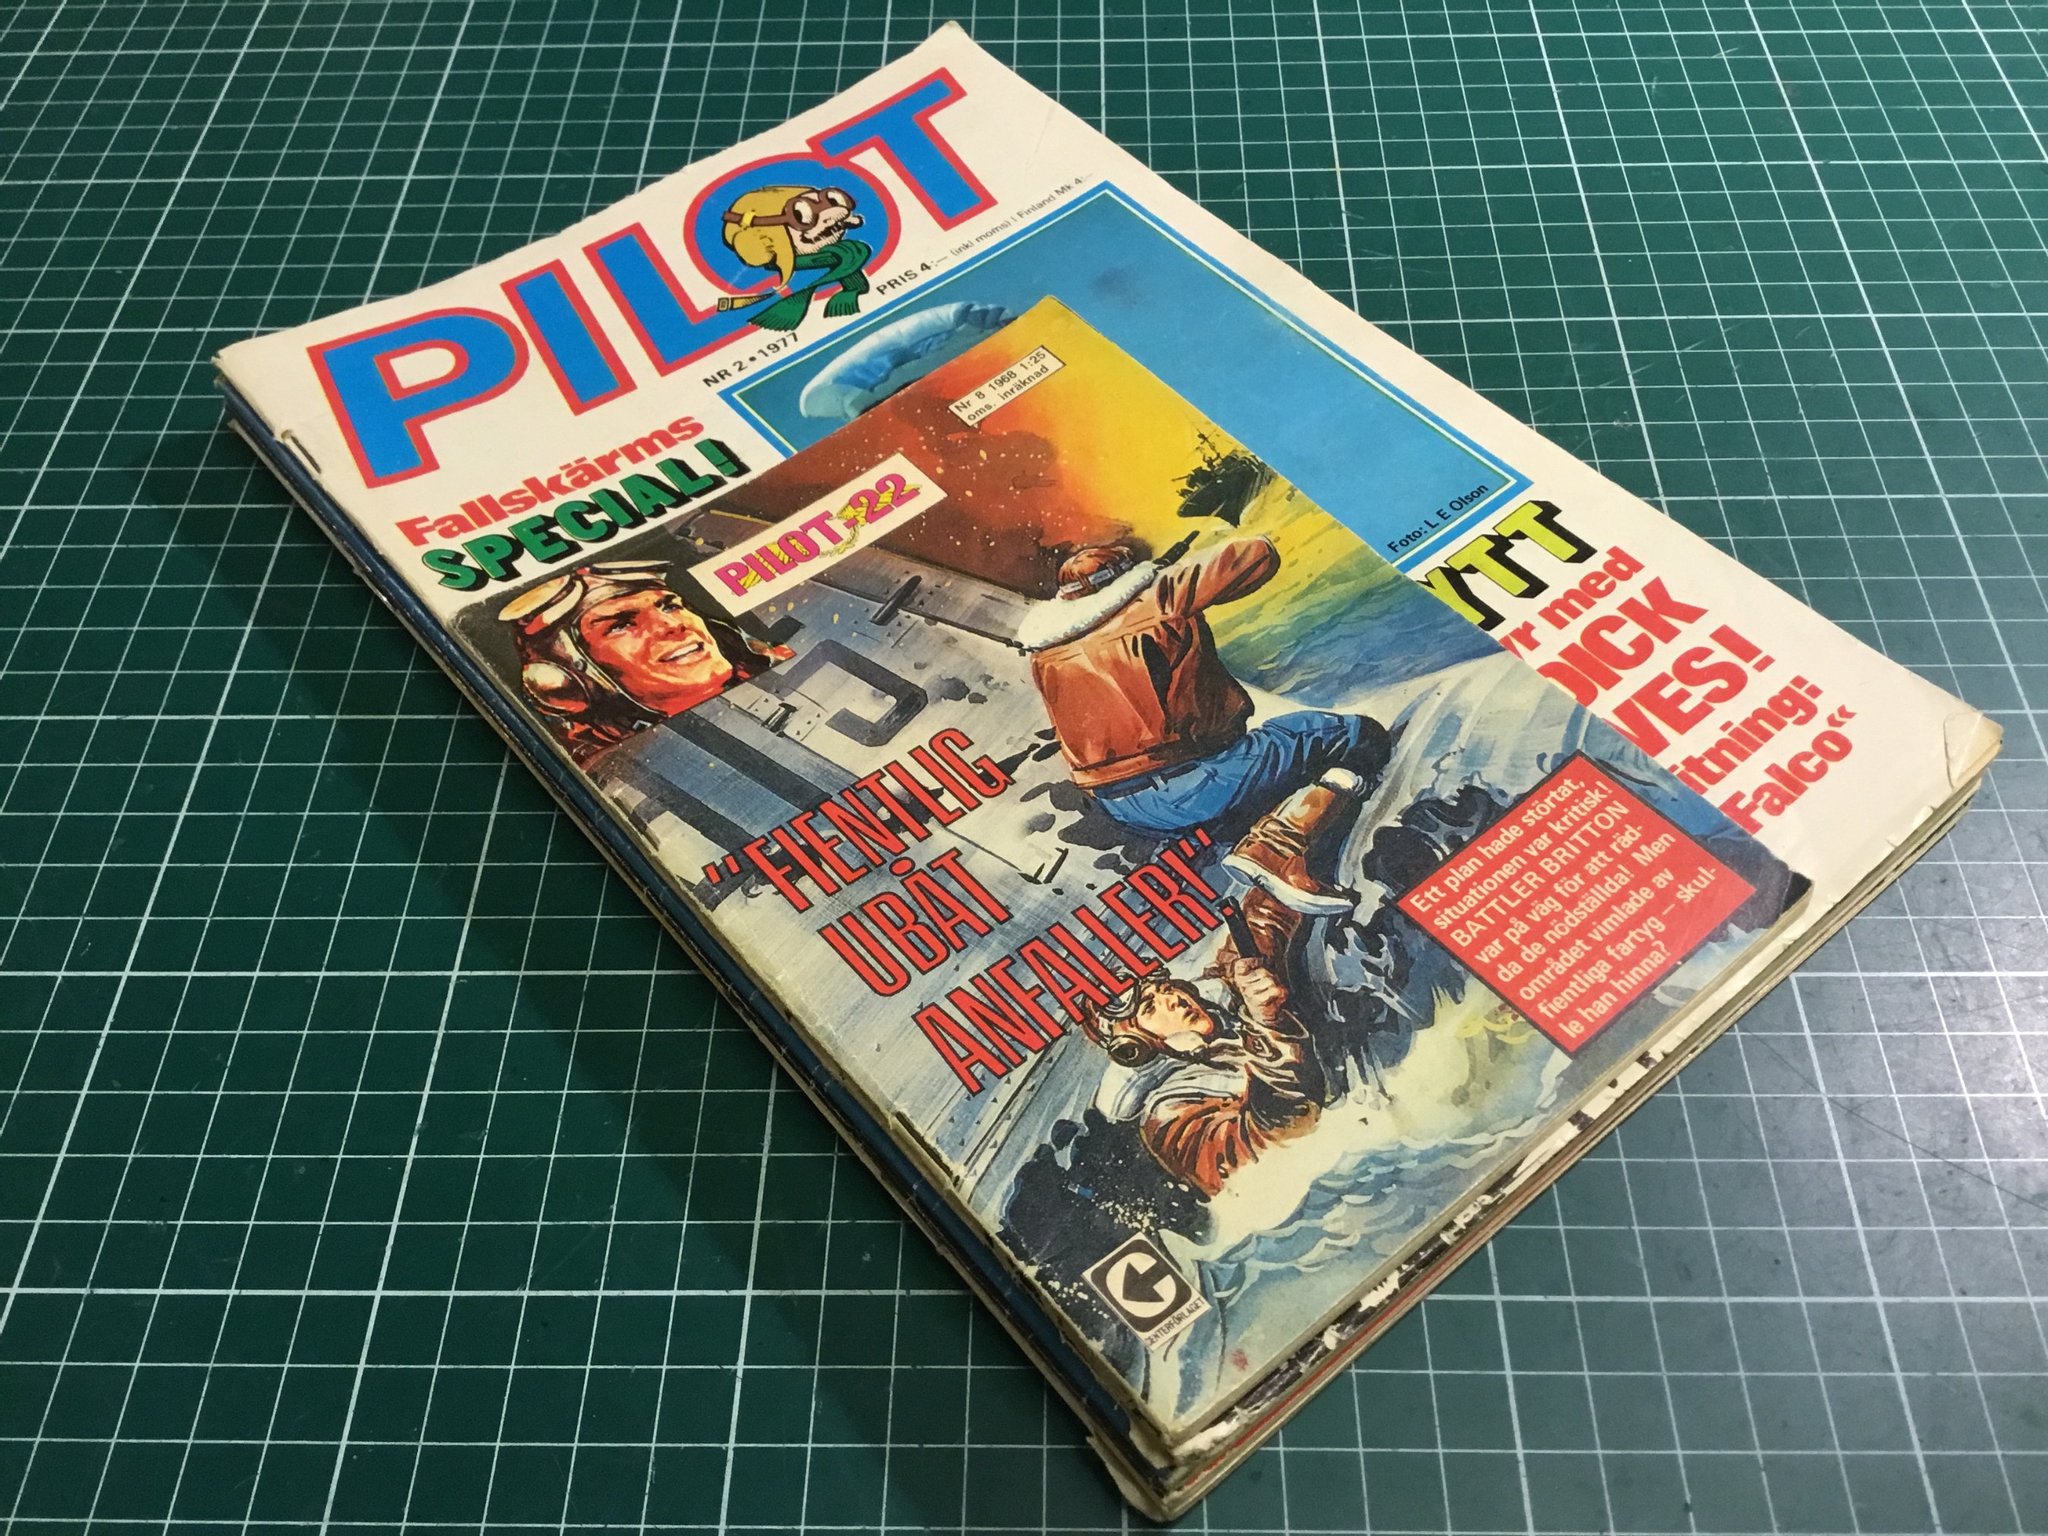 PILOT
NR 2 • 1977
PRIS 4:— (inkl moms) i Finland Mk 4:—
Fallskärms
SPECIAL!
Foto: L E Olson
YTT
yr med
DICK
VES!
itning:
Falco“
Nr 8 1968 1:25
oms. inräknad
PILOT-22
"FIENTLIG
UBÅT
ANFALLER!"
Ett plan hade störtat,
situationen var kritisk!
BATTLER BRITTON
var på väg för att räd-
da de nödställda! Men
området vimlade av
fientliga fartyg — skul-
le han hinna?
CENTERFÖRLAGET